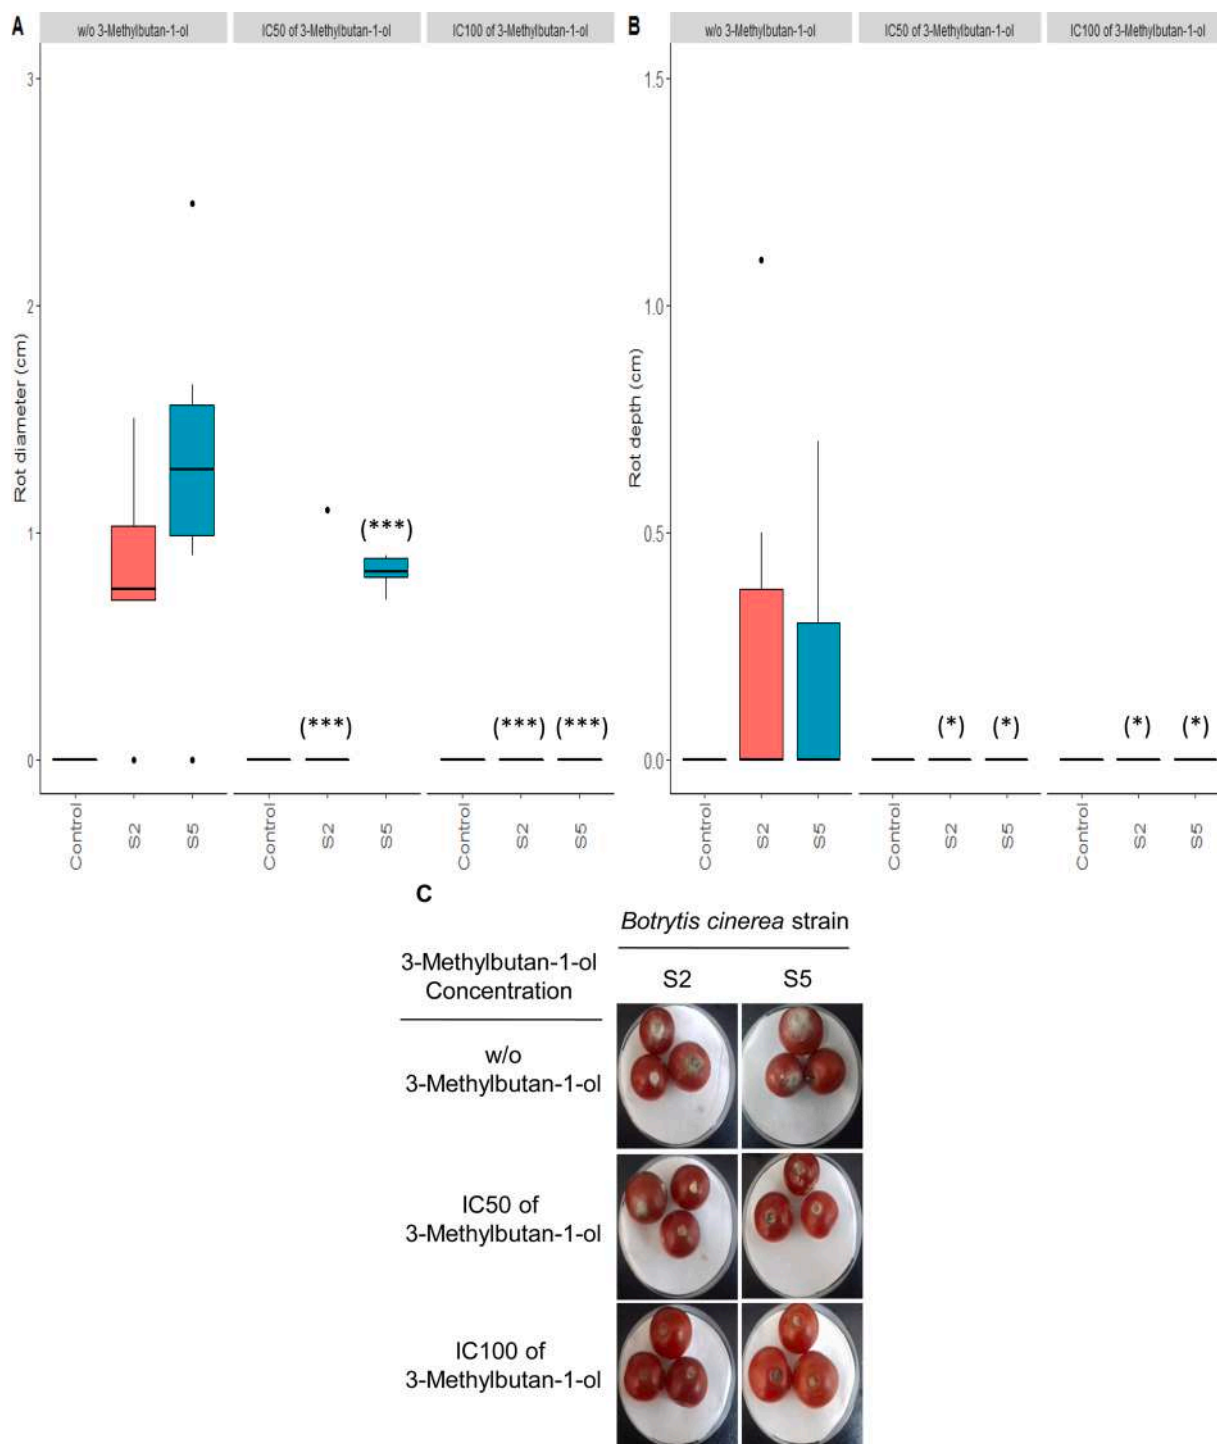 A
w/o 3-Methylbutan-1-ol
IC50 of 3-Methylbutan-1-ol
IC100 of 3-Methylbutan-1-ol
3
2
1
0
Rot diameter (cm)
(***)
(***)
(***)
(***)
Control
S2
S5
Control
S2
S5
Control
S2
S5
B
w/o 3-Methylbutan-1-ol
IC50 of 3-Methylbutan-1-ol
IC100 of 3-Methylbutan-1-ol
1.5
1.0
0.5
0.0
Rot depth (cm)
(*)
(*)
(*)
(*)
Control
S2
S5
Control
S2
S5
Control
S2
S5
C
Botrytis cinerea strain
3-Methylbutan-1-ol
Concentration
S2
S5
w/o
3-Methylbutan-1-ol
IC50 of
3-Methylbutan-1-ol
IC100 of
3-Methylbutan-1-ol